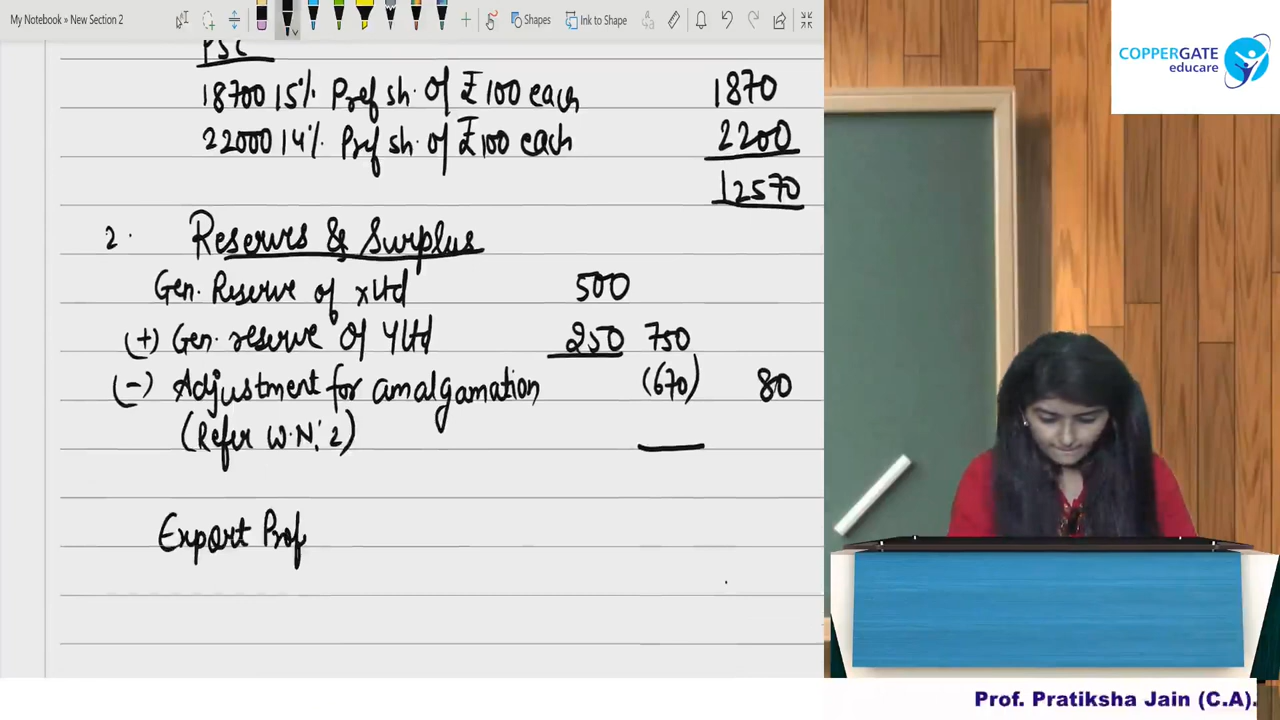 My Notebook » New Section 2
Shapes
Ink to Shape
COPPERGATE
educare
PSC
18700 15% Pref sh. of ₹ 100 each 1870
22000 14% Pref sh. of ₹ 100 each 2200
12570
2. Reserves & Surplus
Gen. Reserve of x Ltd 500
(+) Gen. reserve of Y Ltd 250 750
(-) Adjustment for amalgamation (670) 80
(Refer W.N. 2)
Export Prof
Prof. Pratiksha Jain (C.A).